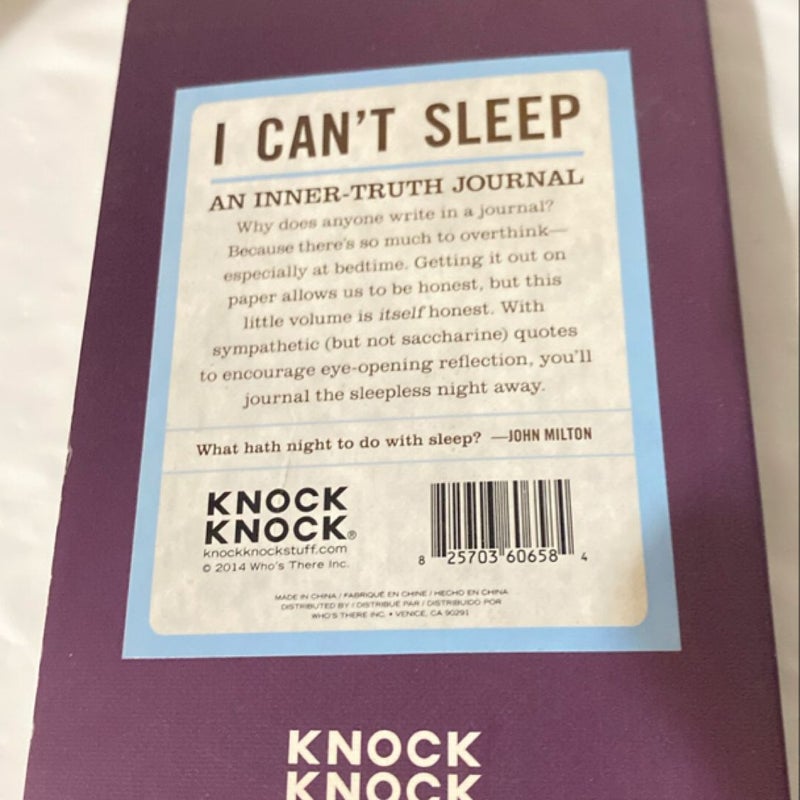 I CAN'T SLEEP
AN INNER-TRUTH JOURNAL
Why does anyone write in a journal?
Because there's so much to overthink—
especially at bedtime. Getting it out on
paper allows us to be honest, but this
little volume is itself honest. With
sympathetic (but not saccharine) quotes
to encourage eye-opening reflection, you'll
journal the sleepless night away.
What hath night to do with sleep? —JOHN MILTON
KNOCK
KNOCK®
knockknockstuff.com
© 2014 Who's There Inc.
8 25703 60658 4
MADE IN CHINA / FABRIQUÉ EN CHINE / HECHO EN CHINA
DISTRIBUTED BY / DISTRIBUÉ PAR / DISTRIBUIDO POR
WHO'S THERE INC. • VENICE, CA 90291
KNOCK
KNOCK